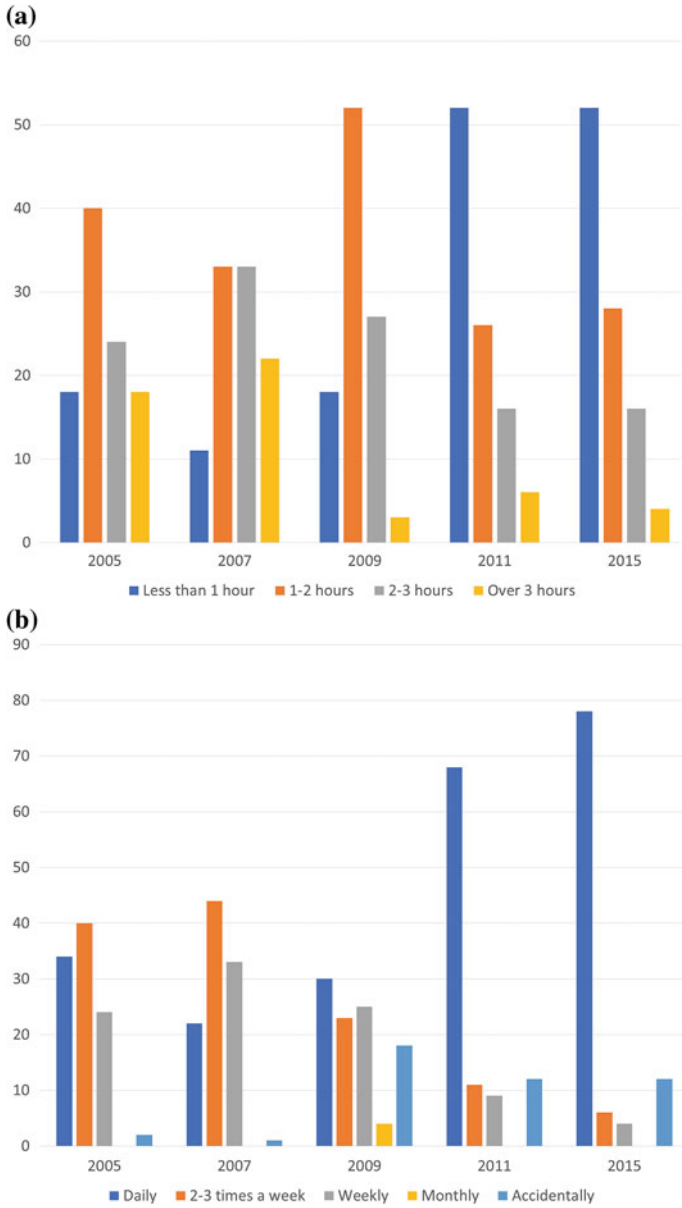 (a)
60
50
40
30
20
10
0
2005 2007 2009 2011 2015
Less than 1 hour 1-2 hours 2-3 hours Over 3 hours
(b)
90
80
70
60
50
40
30
20
10
0
2005 2007 2009 2011 2015
Daily 2-3 times a week Weekly Monthly Accidentally